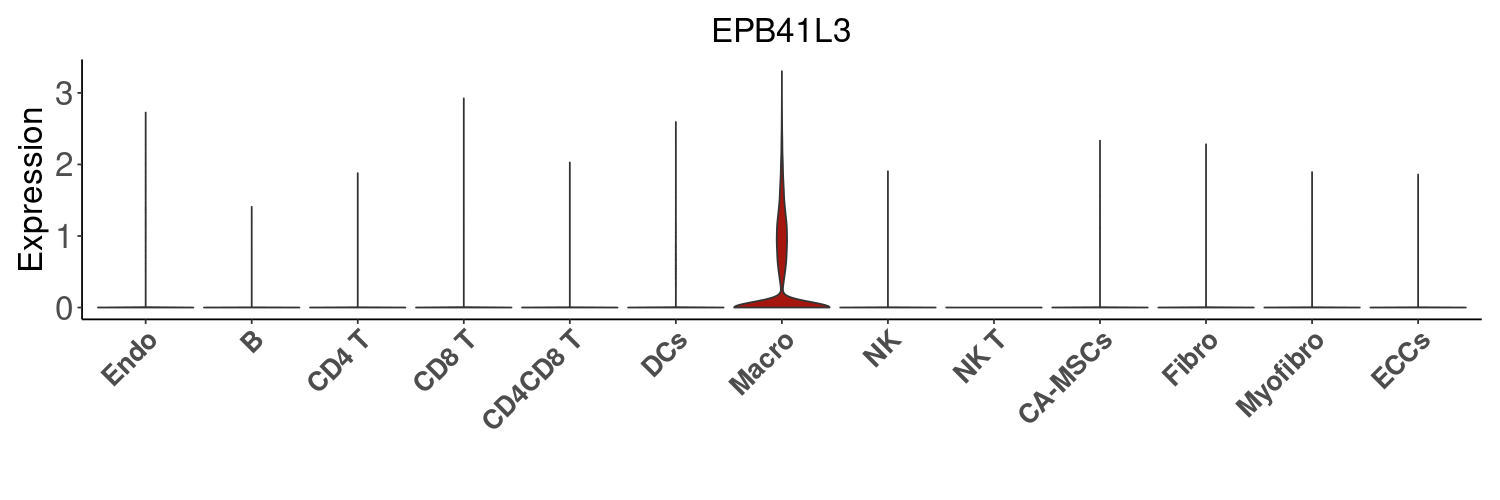 EPB41L3
Expression
3
2
1
0
Endo
B
CD4 T
CD8 T
CD4CD8 T
DCs
Macro
NK
NK T
CA-MSCs
Fibro
Myofibro
ECCs